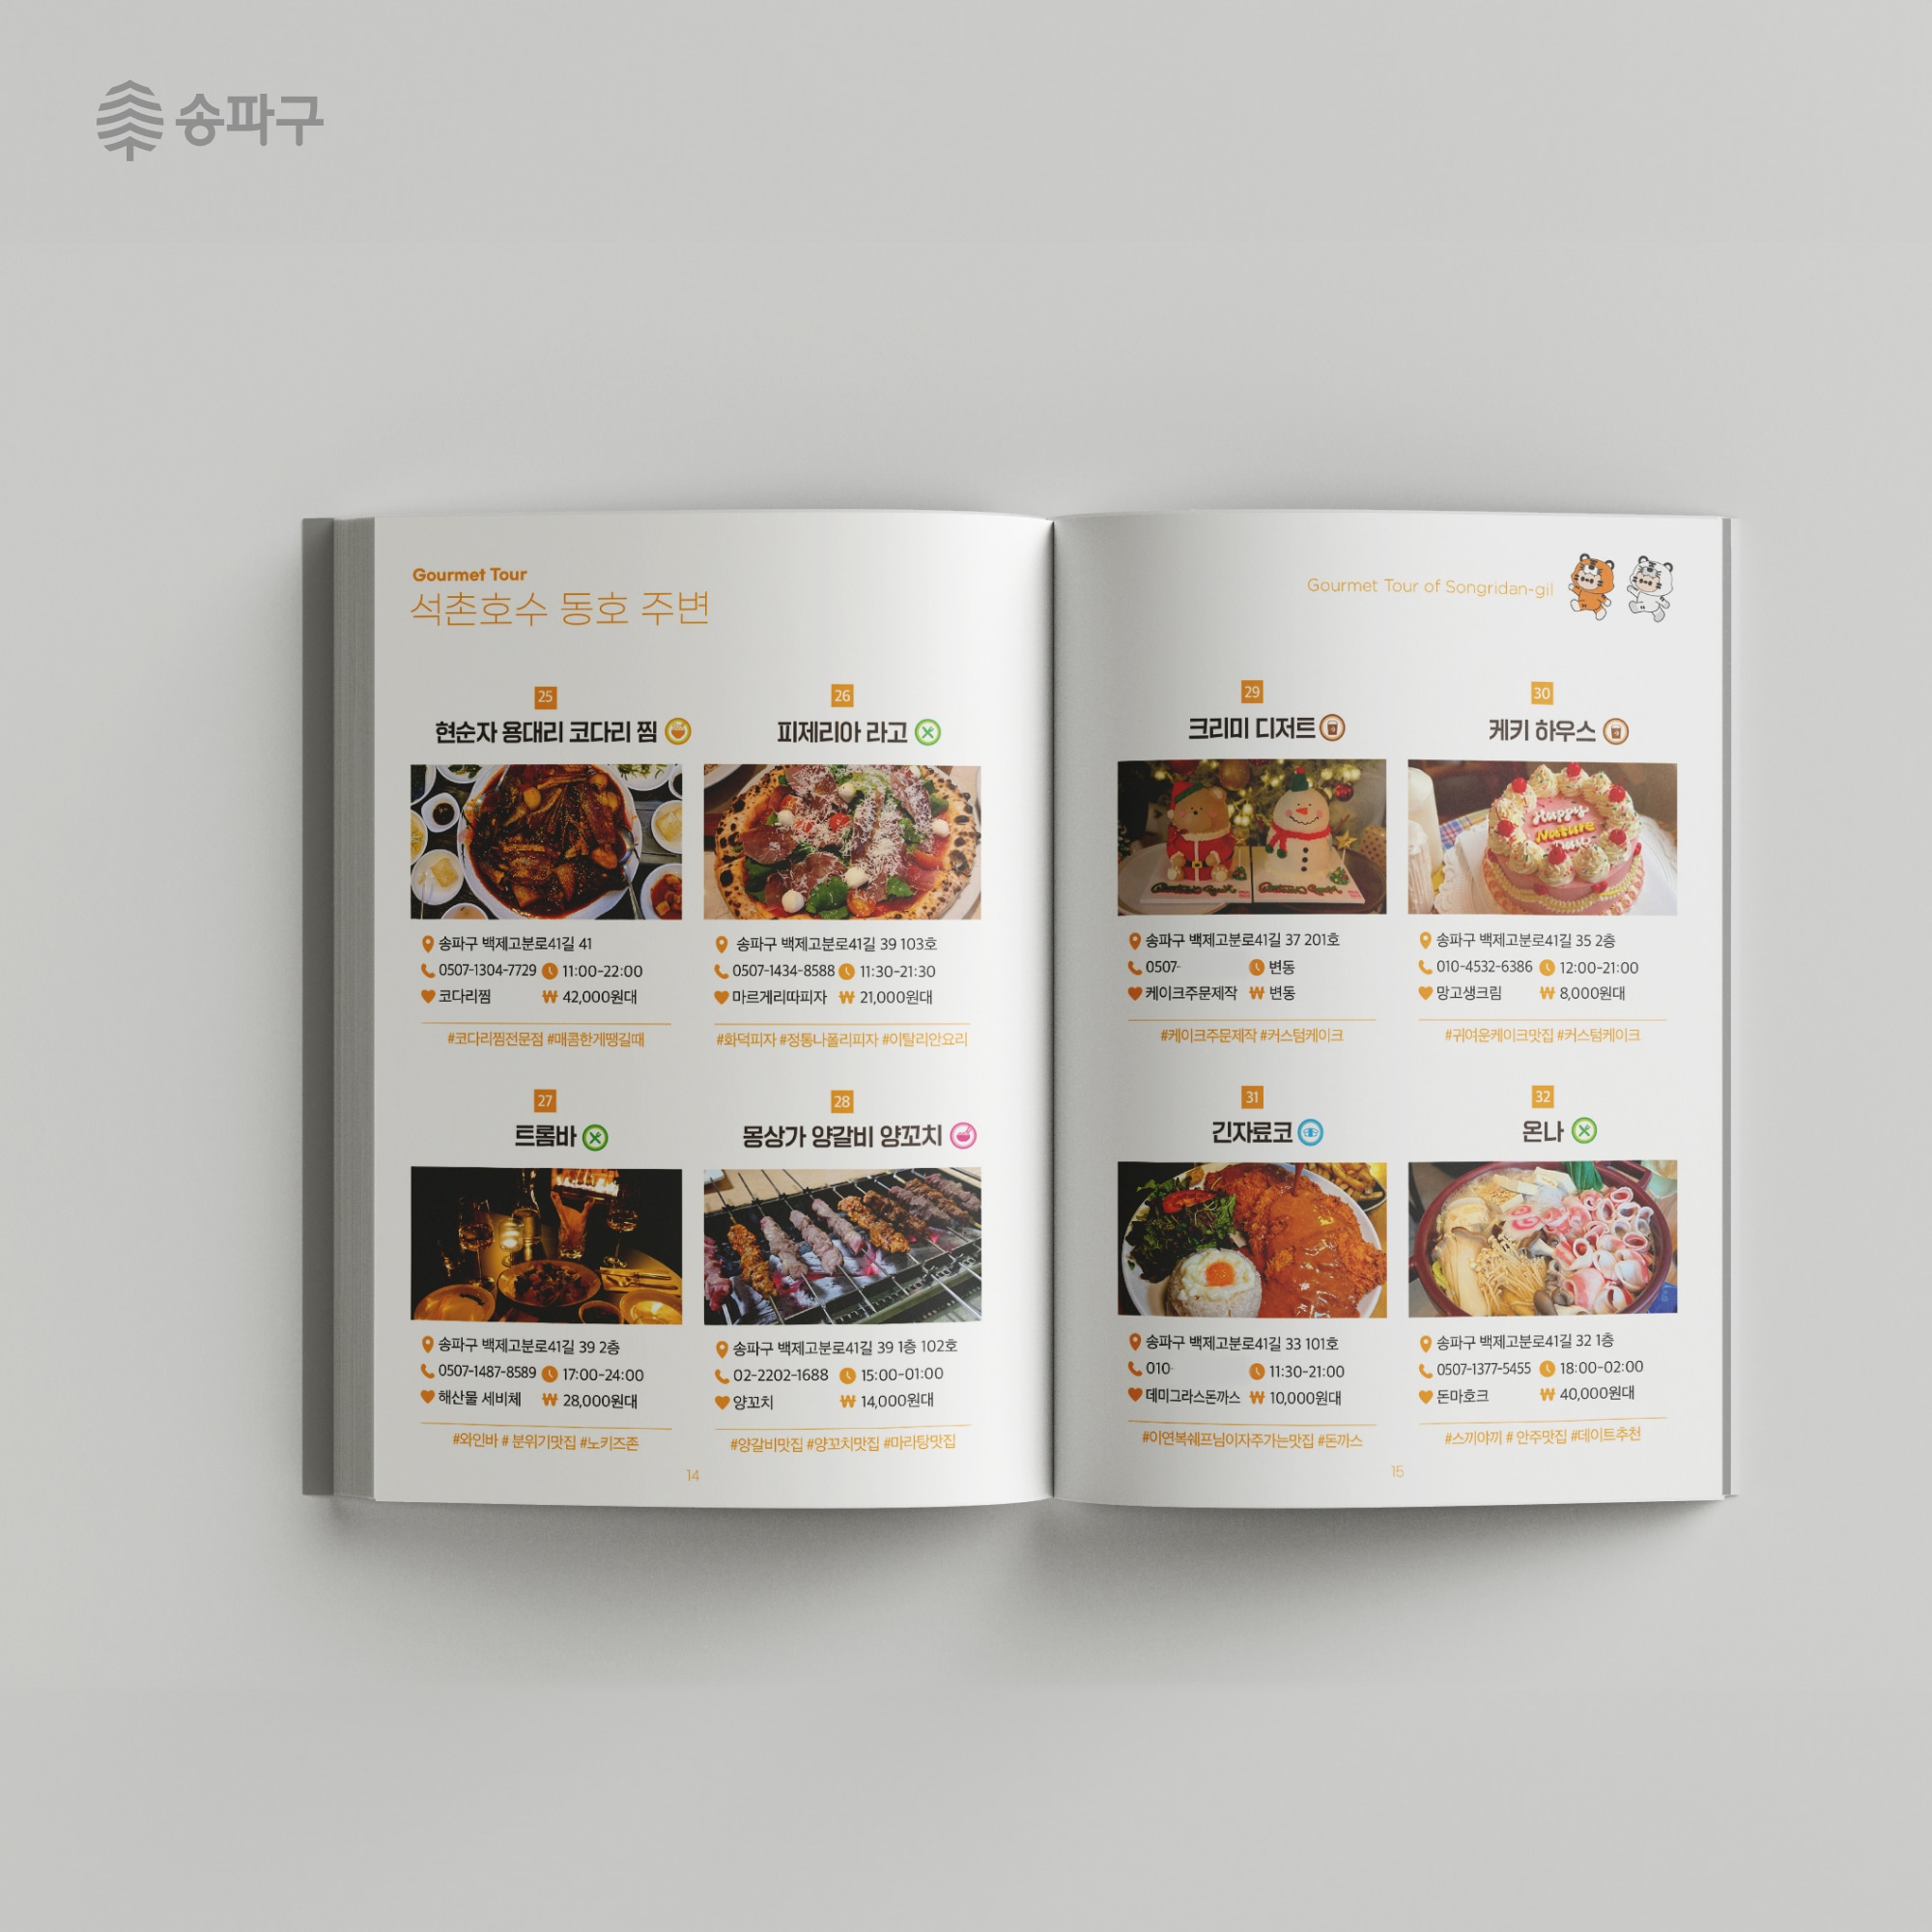 송파구
Gourmet Tour
석촌호수 동호 주변
25
현순자 용대리 코다리 찜
송파구 백제고분로41길 41
0507-1304-7729 11:00-22:00
코다리찜 ₩ 42,000원대
#코다리찜전문점 #매콤한게땡길때
26
피제리아 라고
송파구 백제고분로41길 39 103호
0507-1434-8588 11:30-21:30
마르게리따피자 ₩ 21,000원대
#화덕피자 #정통나폴리피자 #이탈리안요리
27
트롬바
송파구 백제고분로41길 39 2층
0507-1487-8589 17:00-24:00
해산물 세비체 ₩ 28,000원대
#와인바 # 분위기맛집 #노키즈존
28
몽상가 양갈비 양꼬치
송파구 백제고분로41길 39 1층 102호
02-2202-1688 15:00-01:00
양꼬치 ₩ 14,000원대
#양갈비맛집 #양꼬치맛집 #마라탕맛집
14
Gourmet Tour of Songridan-gil
29
크리미 디저트
송파구 백제고분로41길 37 201호
0507- 변동
케이크주문제작 ₩ 변동
#케이크주문제작 #커스텀케이크
30
케키 하우스
Happy
Nature
송파구 백제고분로41길 35 2층
010-4532-6386 12:00-21:00
망고생크림 ₩ 8,000원대
#귀여운케이크맛집 #커스텀케이크
31
긴자료코
송파구 백제고분로41길 33 101호
010- 11:30-21:00
데미그라스돈까스 ₩ 10,000원대
#이연복쉐프님이자주가는맛집 #돈까스
32
온나
송파구 백제고분로41길 32 1층
0507-1377-5455 18:00-02:00
돈마호크 ₩ 40,000원대
#스끼야끼 # 안주맛집 #데이트추천
15